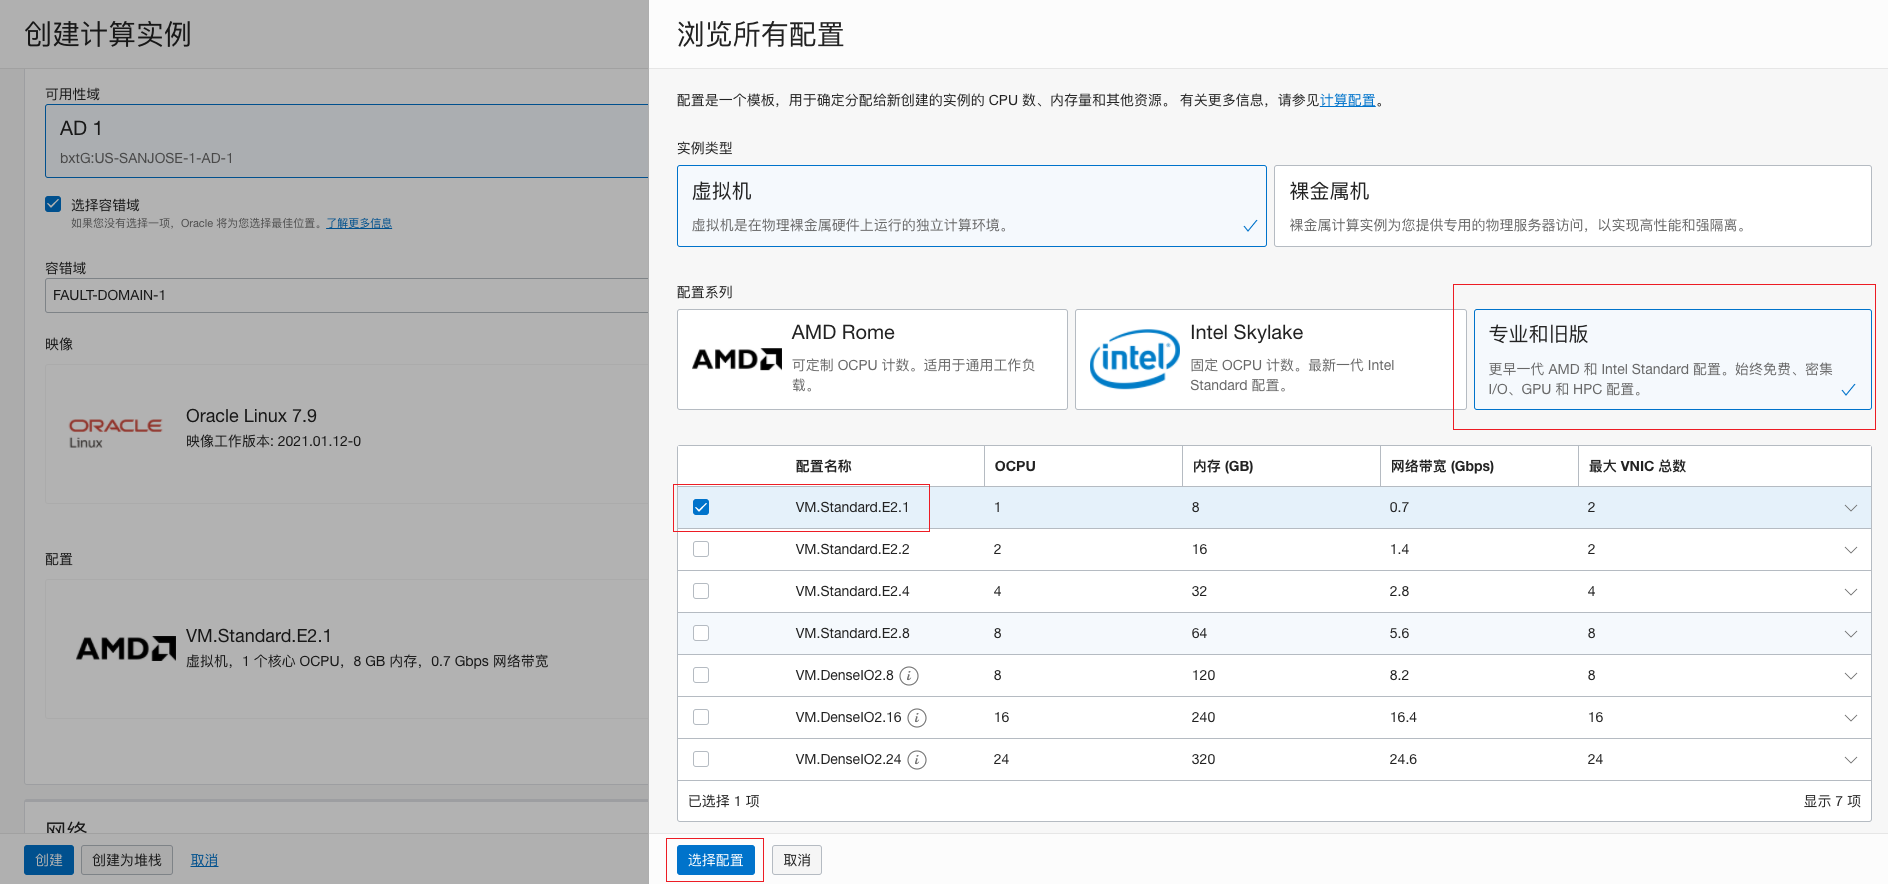 创建计算实例
可用性域
AD 1
bxtG:US-SANJOSE-1-AD-1
选择容错域
如果您没有选择一项，Oracle 将为您选择最佳位置。了解更多信息
容错域
FAULT-DOMAIN-1
映像
ORACLE
Linux
Oracle Linux 7.9
映像工作版本: 2021.01.12-0
配置
AMD
VM.Standard.E2.1
虚拟机，1 个核心 OCPU，8 GB 内存，0.7 Gbps 网络带宽
网络
创建
创建为堆栈
取消
浏览所有配置
配置是一个模板，用于确定分配给新创建的实例的 CPU 数、内存量和其他资源。 有关更多信息，请参见计算配置。
实例类型
虚拟机
虚拟机是在物理裸金属硬件上运行的独立计算环境。
裸金属机
裸金属计算实例为您提供专用的物理服务器访问，以实现高性能和强隔离。
配置系列
AMD
AMD Rome
可定制 OCPU 计数。适用于通用工作负
载。
intel
Intel Skylake
固定 OCPU 计数。最新一代 Intel
Standard 配置。
专业和旧版
更早一代 AMD 和 Intel Standard 配置。始终免费、密集
I/O、GPU 和 HPC 配置。
配置名称 OCPU 内存 (GB) 网络带宽 (Gbps) 最大 VNIC 总数
VM.Standard.E2.1 1 8 0.7 2
VM.Standard.E2.2 2 16 1.4 2
VM.Standard.E2.4 4 32 2.8 4
VM.Standard.E2.8 8 64 5.6 8
VM.DenseIO2.8 i 8 120 8.2 8
VM.DenseIO2.16 i 16 240 16.4 16
VM.DenseIO2.24 i 24 320 24.6 24
已选择 1 项 显示 7 项
选择配置
取消